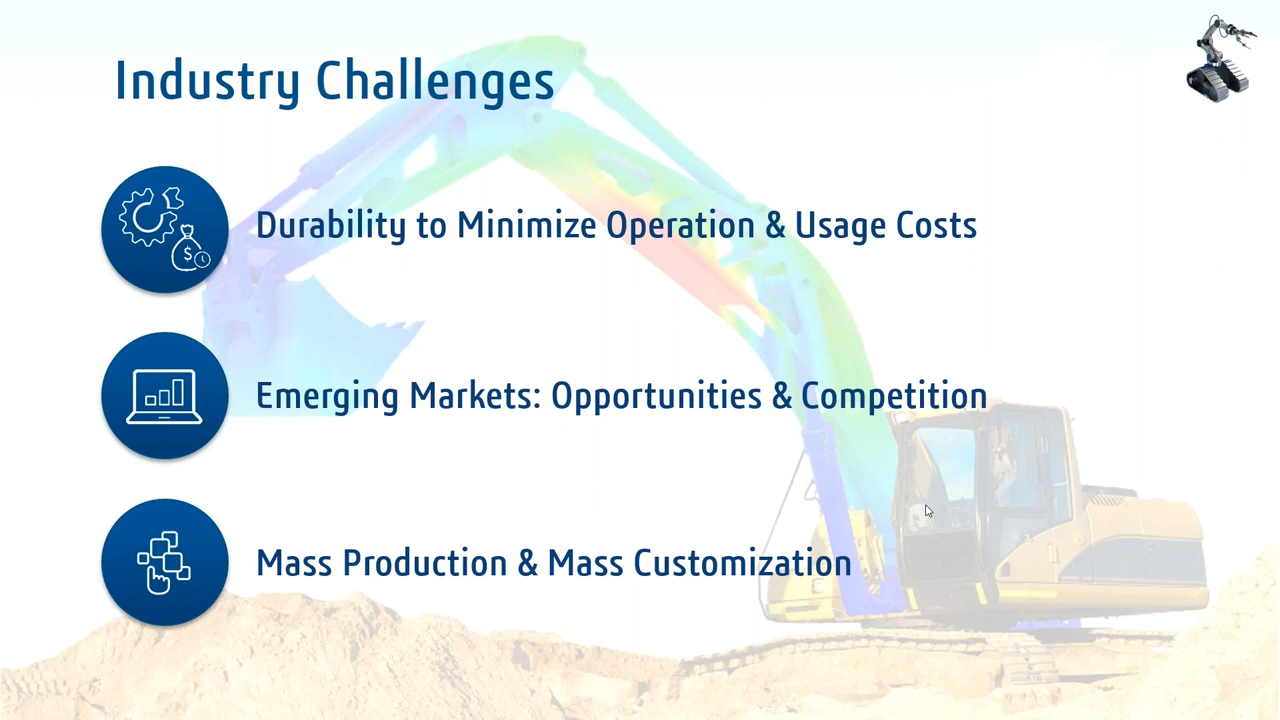 Industry Challenges
$
Durability to Minimize Operation & Usage Costs
Emerging Markets: Opportunities & Competition
Mass Production & Mass Customization